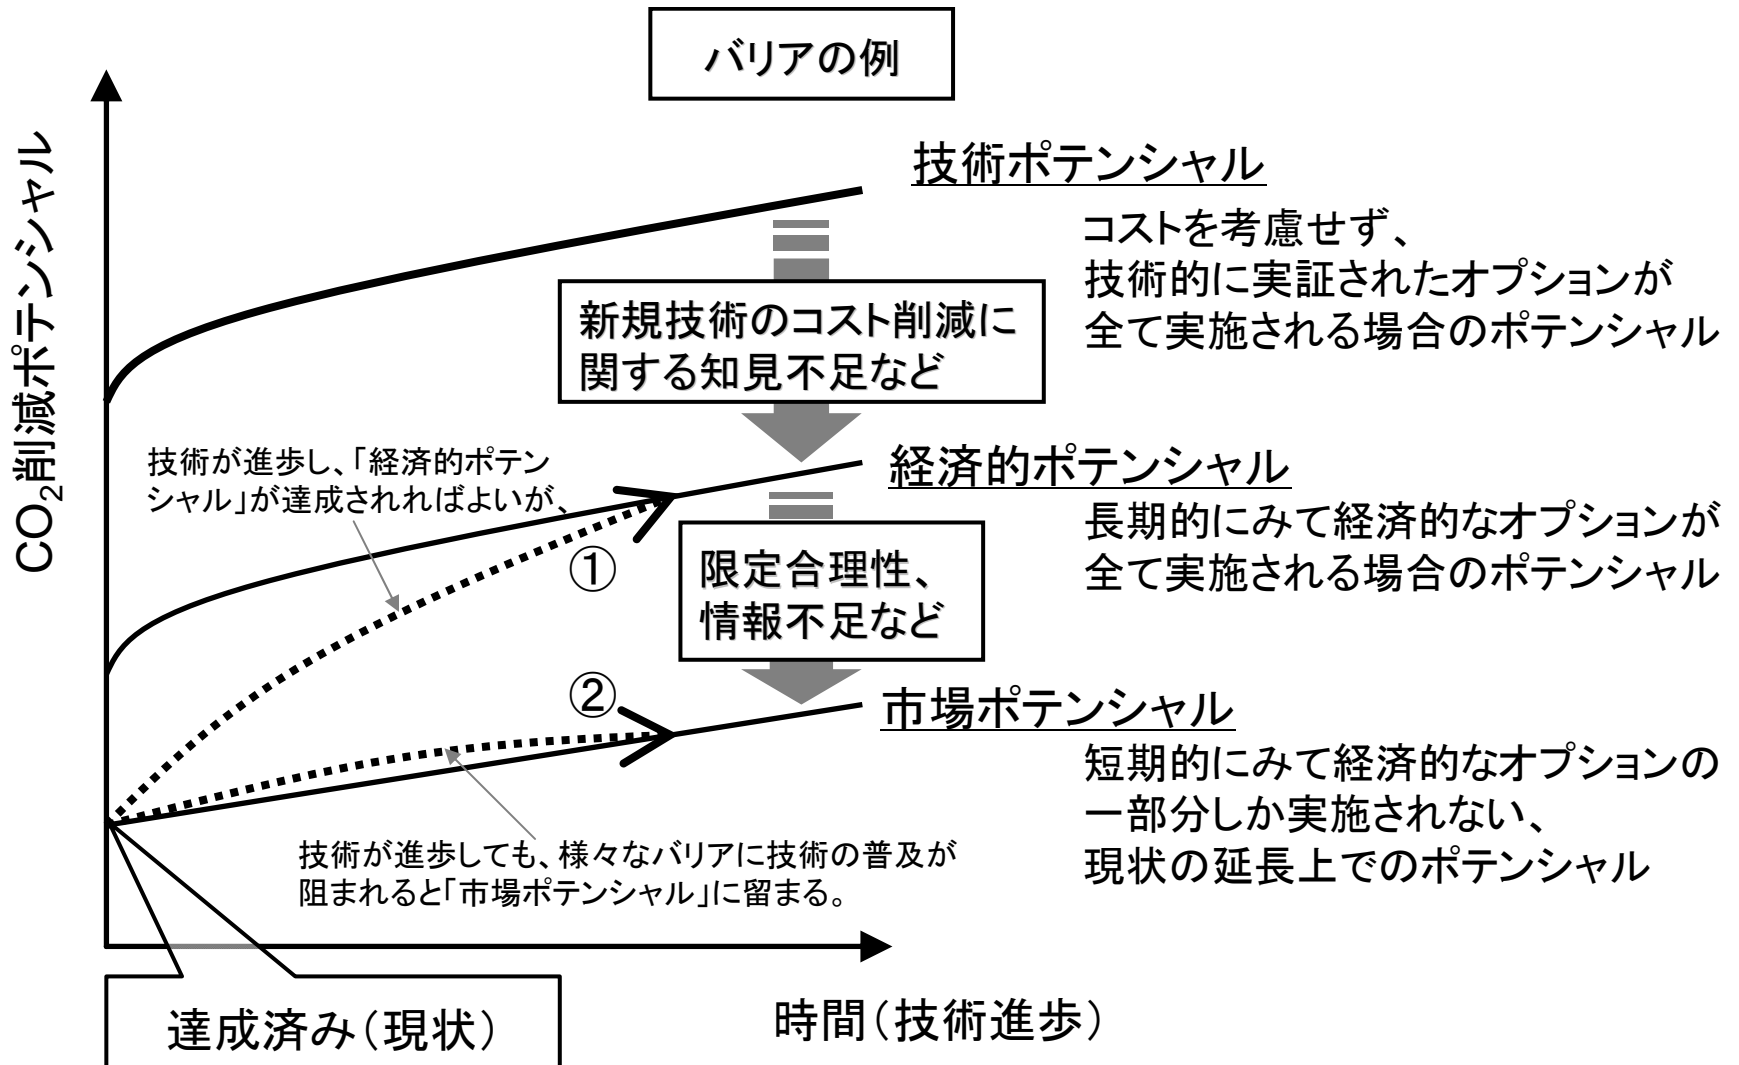 バリアの例
CO₂削減ポテンシャル
技術ポテンシャル
コストを考慮せず、
技術的に実証されたオプションが
全て実施される場合のポテンシャル
新規技術のコスト削減に
関する知見不足など
技術が進歩し、「経済的ポテン
シャル」が達成されればよいが、
経済的ポテンシャル
長期的にみて経済的なオプションが
全て実施される場合のポテンシャル
①
限定合理性、
情報不足など
②
市場ポテンシャル
短期的にみて経済的なオプションの
一部分しか実施されない、
現状の延長上でのポテンシャル
技術が進歩しても、様々なバリアに技術の普及が
阻まれると「市場ポテンシャル」に留まる。
達成済み（現状）
時間（技術進歩）